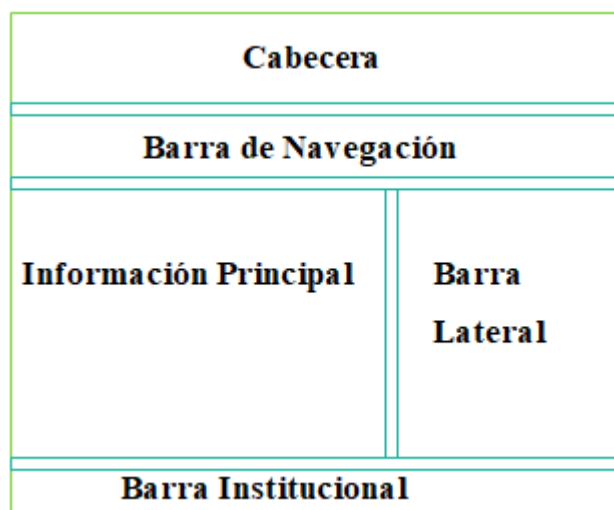 Cabecera
Barra de Navegación
Información Principal
Barra
Lateral
Barra Institucional